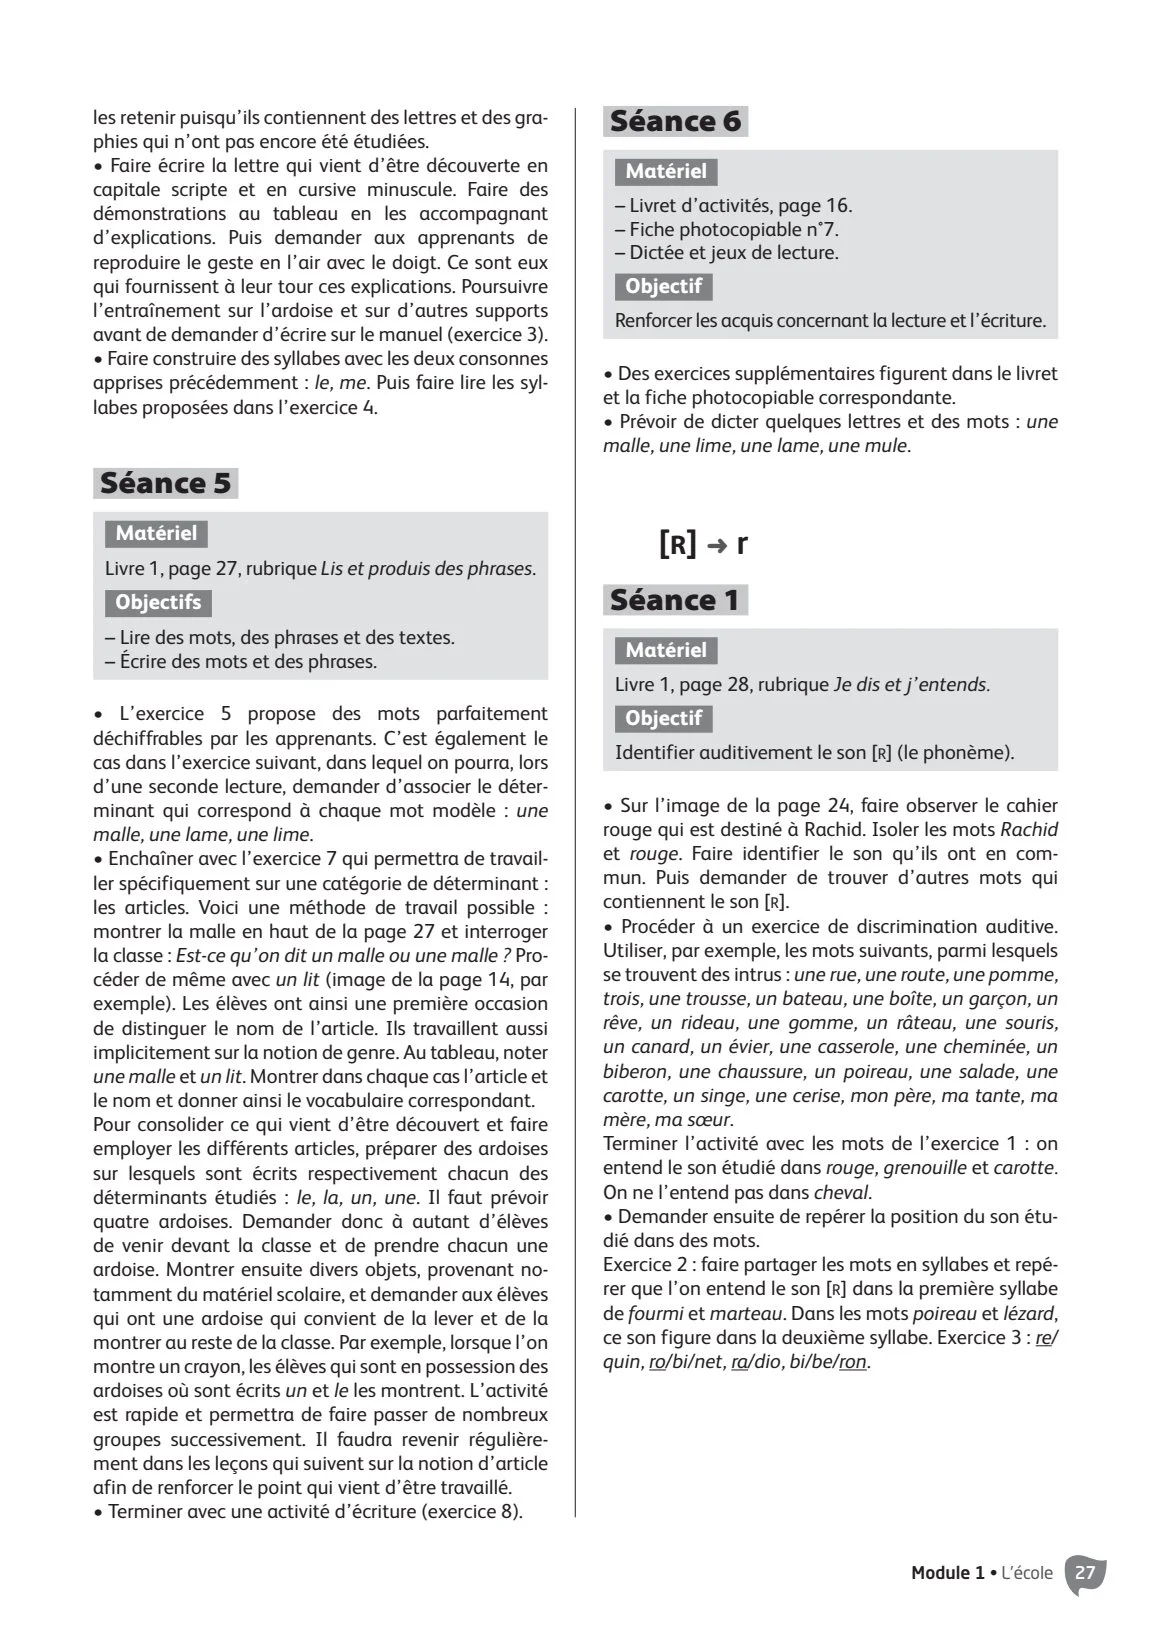 les retenir puisqu’ils contiennent des lettres et des gra-
phies qui n’ont pas encore été étudiées.
• Faire écrire la lettre qui vient d’être découverte en
capitale scripte et en cursive minuscule. Faire des
démonstrations au tableau en les accompagnant
d’explications. Puis demander aux apprenants de
reproduire le geste en l’air avec le doigt. Ce sont eux
qui fournissent à leur tour ces explications. Poursuivre
l’entraînement sur l’ardoise et sur d’autres supports
avant de demander d’écrire sur le manuel (exercice 3).
• Faire construire des syllabes avec les deux consonnes
apprises précédemment : le, me. Puis faire lire les syl-
labes proposées dans l’exercice 4.
Séance 5
Matériel
Livre 1, page 27, rubrique Lis et produis des phrases.
Objectifs
– Lire des mots, des phrases et des textes.
– Écrire des mots et des phrases.
• L’exercice 5 propose des mots parfaitement
déchiffrables par les apprenants. C’est également le
cas dans l’exercice suivant, dans lequel on pourra, lors
d’une seconde lecture, demander d’associer le déter-
minant qui correspond à chaque mot modèle : une
malle, une lame, une lime.
• Enchaîner avec l’exercice 7 qui permettra de travail-
ler spécifiquement sur une catégorie de déterminant :
les articles. Voici une méthode de travail possible :
montrer la malle en haut de la page 27 et interroger
la classe : Est-ce qu’on dit un malle ou une malle ? Pro-
céder de même avec un lit (image de la page 14, par
exemple). Les élèves ont ainsi une première occasion
de distinguer le nom de l’article. Ils travaillent aussi
implicitement sur la notion de genre. Au tableau, noter
une malle et un lit. Montrer dans chaque cas l’article et
le nom et donner ainsi le vocabulaire correspondant.
Pour consolider ce qui vient d’être découvert et faire
employer les différents articles, préparer des ardoises
sur lesquels sont écrits respectivement chacun des
déterminants étudiés : le, la, un, une. Il faut prévoir
quatre ardoises. Demander donc à autant d’élèves
de venir devant la classe et de prendre chacun une
ardoise. Montrer ensuite divers objets, provenant no-
tamment du matériel scolaire, et demander aux élèves
qui ont une ardoise qui convient de la lever et de la
montrer au reste de la classe. Par exemple, lorsque l’on
montre un crayon, les élèves qui sont en possession des
ardoises où sont écrits un et le les montrent. L’activité
est rapide et permettra de faire passer de nombreux
groupes successivement. Il faudra revenir régulière-
ment dans les leçons qui suivent sur la notion d’article
afin de renforcer le point qui vient d’être travaillé.
• Terminer avec une activité d’écriture (exercice 8).
Séance 6
Matériel
– Livret d’activités, page 16.
– Fiche photocopiable n°7.
– Dictée et jeux de lecture.
Objectif
Renforcer les acquis concernant la lecture et l’écriture.
• Des exercices supplémentaires figurent dans le livret
et la fiche photocopiable correspondante.
• Prévoir de dicter quelques lettres et des mots : une
malle, une lime, une lame, une mule.
[R] ➜ r
Séance 1
Matériel
Livre 1, page 28, rubrique Je dis et j’entends.
Objectif
Identifier auditivement le son [R] (le phonème).
• Sur l’image de la page 24, faire observer le cahier
rouge qui est destiné à Rachid. Isoler les mots Rachid
et rouge. Faire identifier le son qu’ils ont en com-
mun. Puis demander de trouver d’autres mots qui
contiennent le son [R].
• Procéder à un exercice de discrimination auditive.
Utiliser, par exemple, les mots suivants, parmi lesquels
se trouvent des intrus : une rue, une route, une pomme,
trois, une trousse, un bateau, une boîte, un garçon, un
rêve, un rideau, une gomme, un râteau, une souris,
un canard, un évier, une casserole, une cheminée, un
biberon, une chaussure, un poireau, une salade, une
carotte, un singe, une cerise, mon père, ma tante, ma
mère, ma sœur.
Terminer l’activité avec les mots de l’exercice 1 : on
entend le son étudié dans rouge, grenouille et carotte.
On ne l’entend pas dans cheval.
• Demander ensuite de repérer la position du son étu-
dié dans des mots.
Exercice 2 : faire partager les mots en syllabes et repé-
rer que l’on entend le son [R] dans la première syllabe
de fourmi et marteau. Dans les mots poireau et lézard,
ce son figure dans la deuxième syllabe. Exercice 3 : re/
quin, ro/bi/net, ra/dio, bi/be/ron.
Module 1 • L’école 27